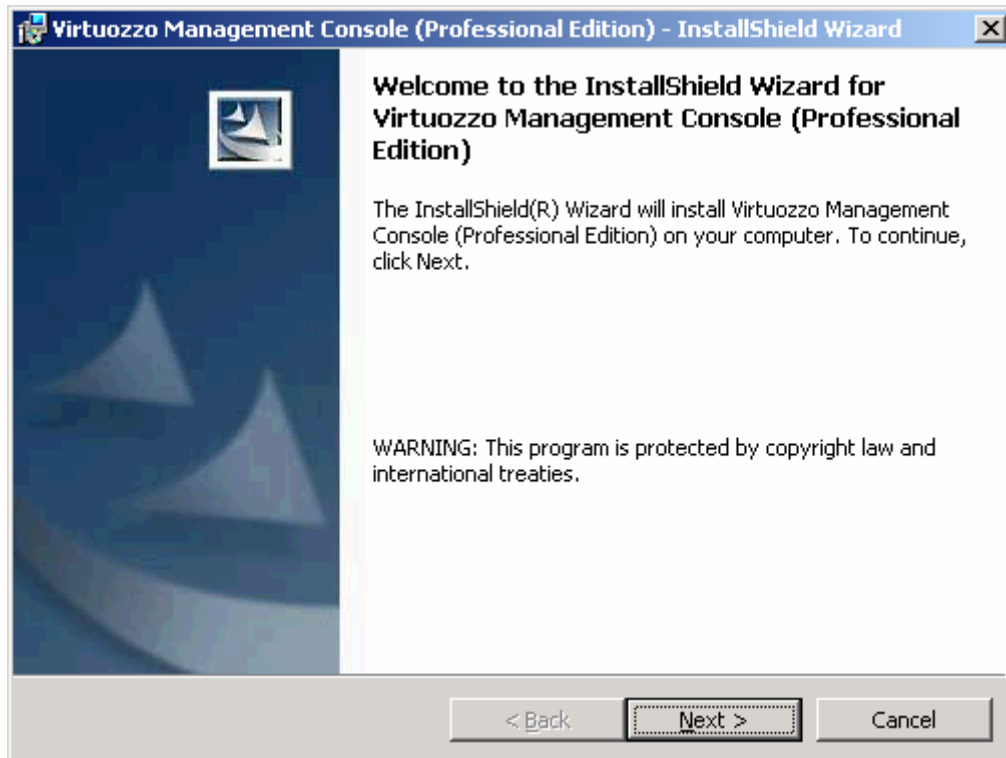 Virtuozzo Management Console (Professional Edition) - InstallShield Wizard
Welcome to the InstallShield Wizard for
Virtuozzo Management Console (Professional
Edition)
The InstallShield(R) Wizard will install Virtuozzo Management
Console (Professional Edition) on your computer. To continue,
click Next.
WARNING: This program is protected by copyright law and
international treaties.
< Back
Next >
Cancel